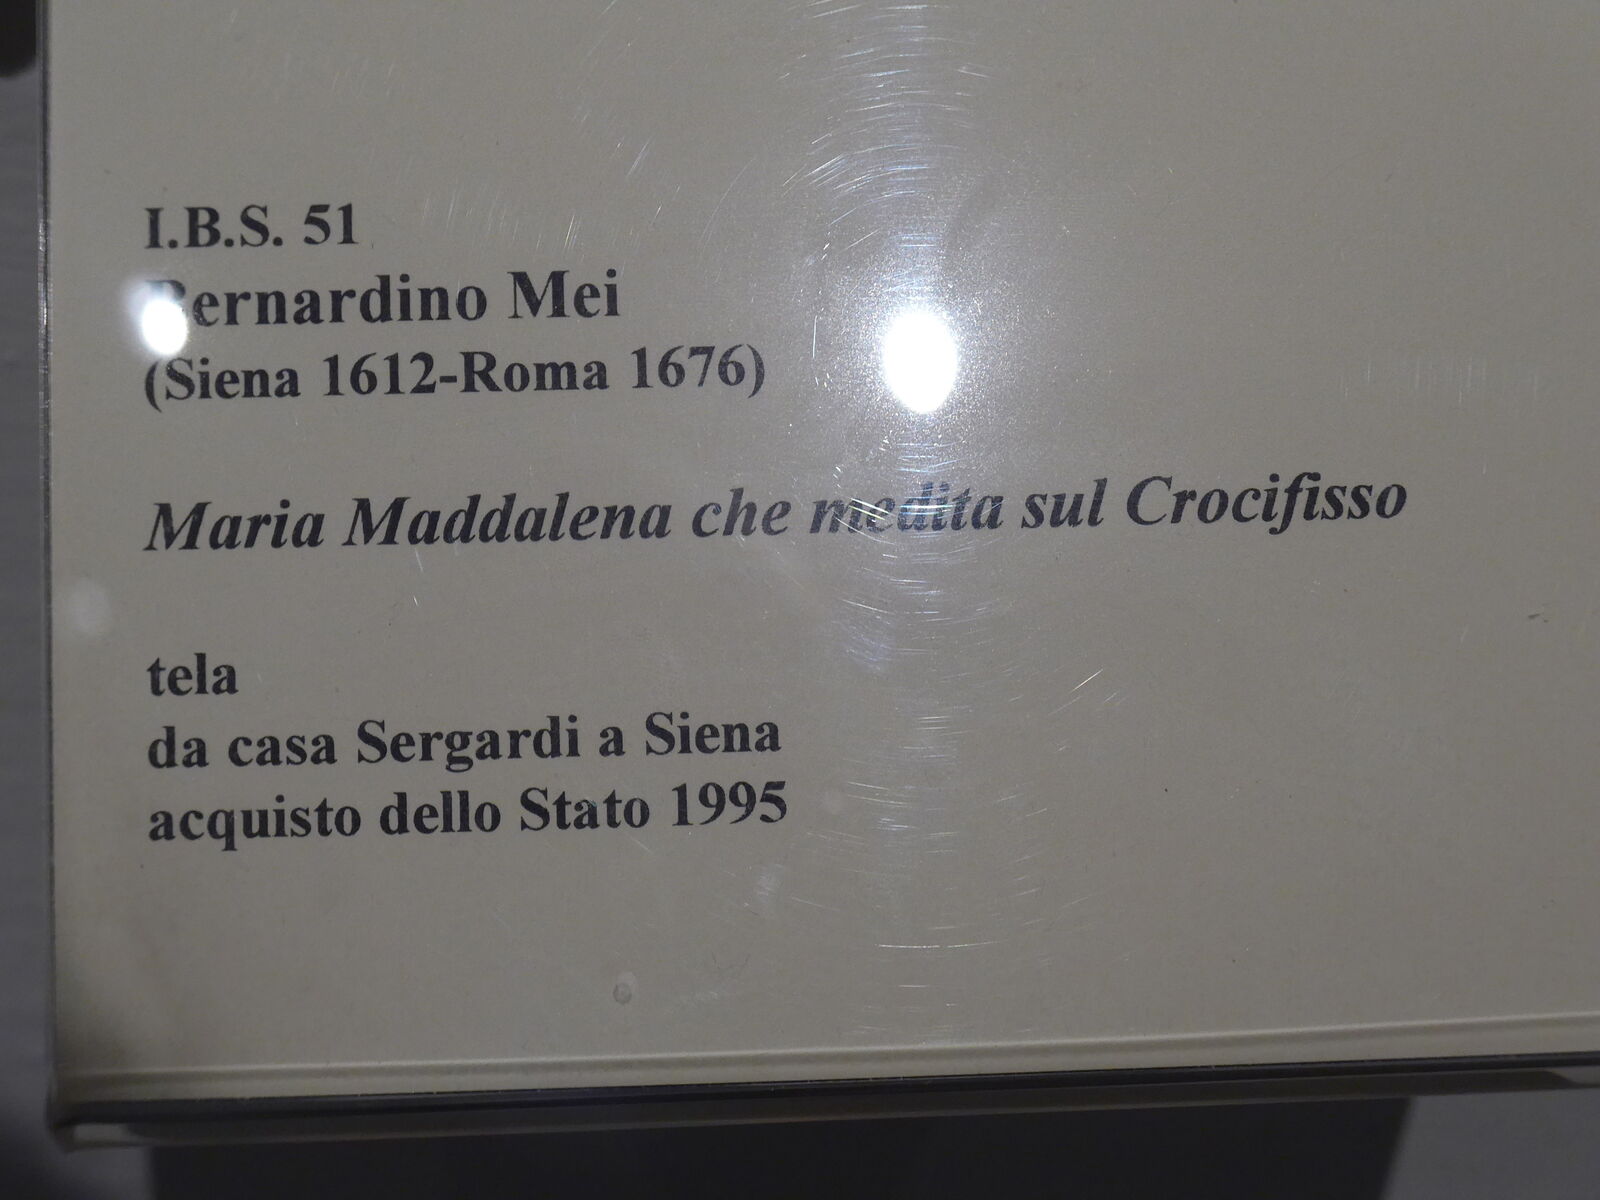 I.B.S. 51
Bernardino Mei
(Siena 1612-Roma 1676)
Maria Maddalena che medita sul Crocifisso
tela
da casa Sergardi a Siena
acquisto dello Stato 1995